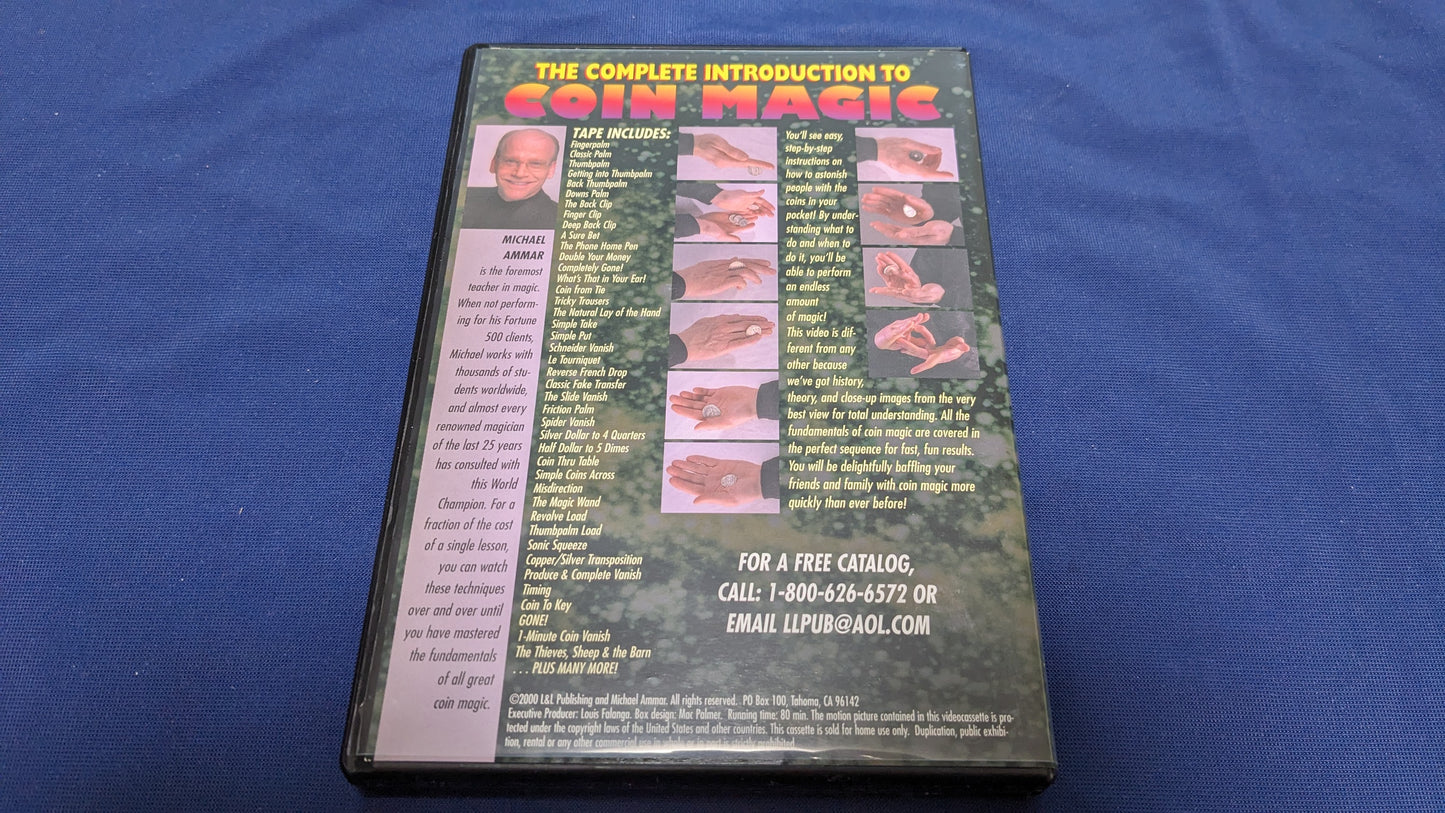 THE COMPLETE INTRODUCTION TO
COIN MAGIC
MICHAEL
AMMAR
is the foremost
teacher in magic.
When not perform-
ing for his Fortune
500 clients,
Michael works with
thousands of stu-
dents worldwide,
and almost every
renowned magician
of the last 25 years
has consulted with
this World
Champion. For a
fraction of the cost
of a single lesson,
you can watch
these techniques
over and over until
you have mastered
the fundamentals
of all great
coin magic.
TAPE INCLUDES:
Fingerpalm
Classic Palm
Thumbpalm
Getting into Thumbpalm
Back Thumbpalm
Downs Palm
The Back Clip
Finger Clip
Deep Back Clip
A Sure Bet
The Phone Home Pen
Double Your Money
Completely Gone!
What's That in Your Ear!
Coin from Tie
Tricky Trousers
The Natural Lay of the Hand
Simple Take
Simple Put
Schneider Vanish
Le Tourniquet
Reverse French Drop
Classic Fake Transfer
The Slide Vanish
Friction Palm
Spider Vanish
Silver Dollar to 4 Quarters
Half Dollar to 5 Dimes
Coin Thru Table
Simple Coins Across
Misdirection
The Magic Wand
Revolve Load
Thumbpalm Load
Sonic Squeeze
Copper/Silver Transposition
Produce & Complete Vanish
Timing
Coin To Key
GONE!
1-Minute Coin Vanish
The Thieves, Sheep & the Barn
. . . PLUS MANY MORE!
You'll see easy,
step-by-step
instructions on
how to astonish
people with the
coins in your
pocket! By under-
standing what to
do and when to
do it, you'll be
able to perform
an endless
amount
of magic!
This video is dif-
ferent from any
other because
we've got history,
theory, and close-up images from the very
best view for total understanding. All the
fundamentals of coin magic are covered in
the perfect sequence for fast, fun results.
You will be delightfully baffling your
friends and family with coin magic more
quickly than ever before!
FOR A FREE CATALOG,
CALL: 1-800-626-6572 OR
EMAIL LLPUB@AOL.COM
©2000 L&L Publishing and Michael Ammar. All rights reserved. PO Box 100, Tahoma, CA 96142
Executive Producer: Louis Falanga. Box design: Mac Palmer. Running time: 80 min. The motion picture contained in this videocassette is pro-
tected under the copyright laws of the United States and other countries. This cassette is sold for home use only. Duplication, public exhibi-
tion, rental or any other commercial use in whole or in part is strictly prohibited.